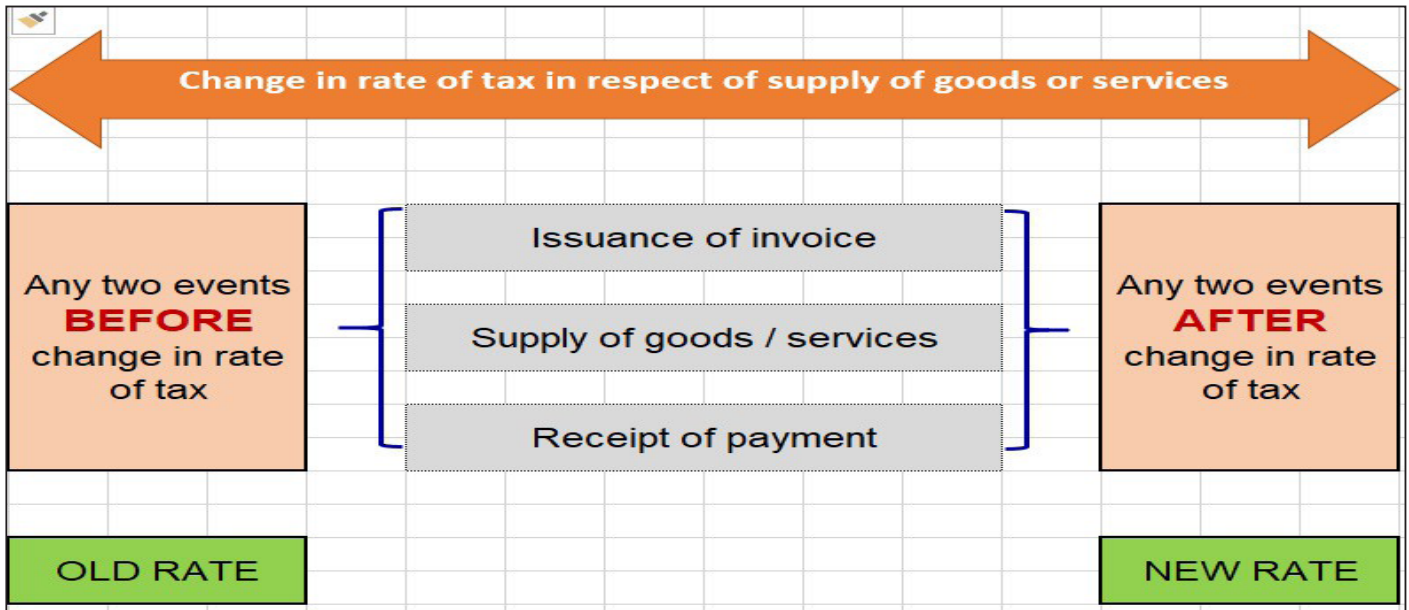 Change in rate of tax in respect of supply of goods or services
Any two events
BEFORE
change in rate
of tax
Issuance of invoice
Supply of goods / services
Receipt of payment
Any two events
AFTER
change in rate
of tax
OLD RATE
NEW RATE